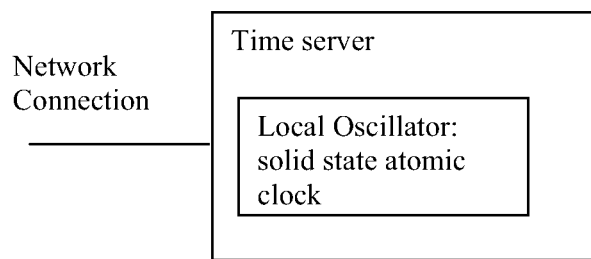 Time server
Network
Connection
Local Oscillator:
solid state atomic
clock